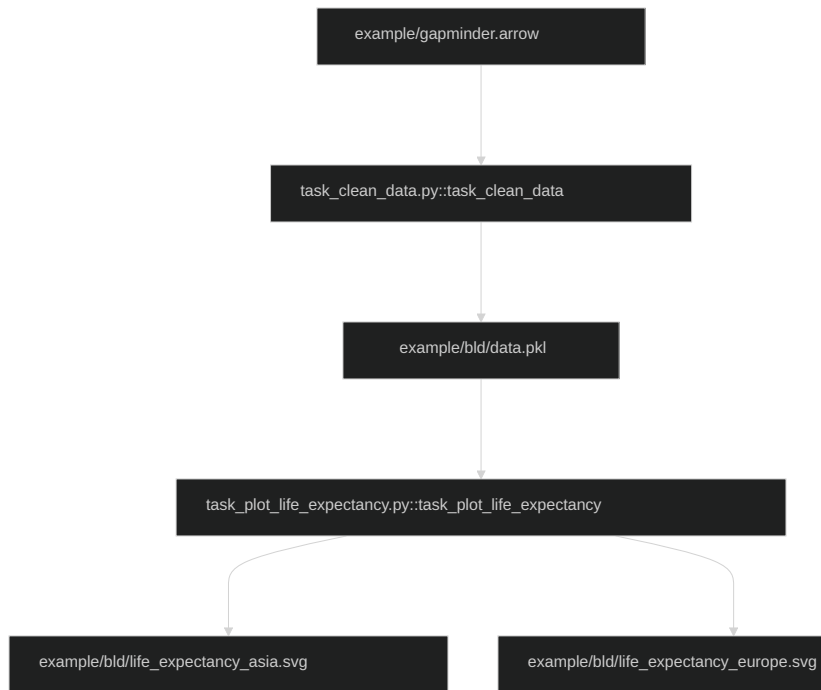 example/gapminder.arrow
task_clean_data.py::task_clean_data
example/bld/data.pkl
task_plot_life_expectancy.py::task_plot_life_expectancy
example/bld/life_expectancy_asia.svg
example/bld/life_expectancy_europe.svg